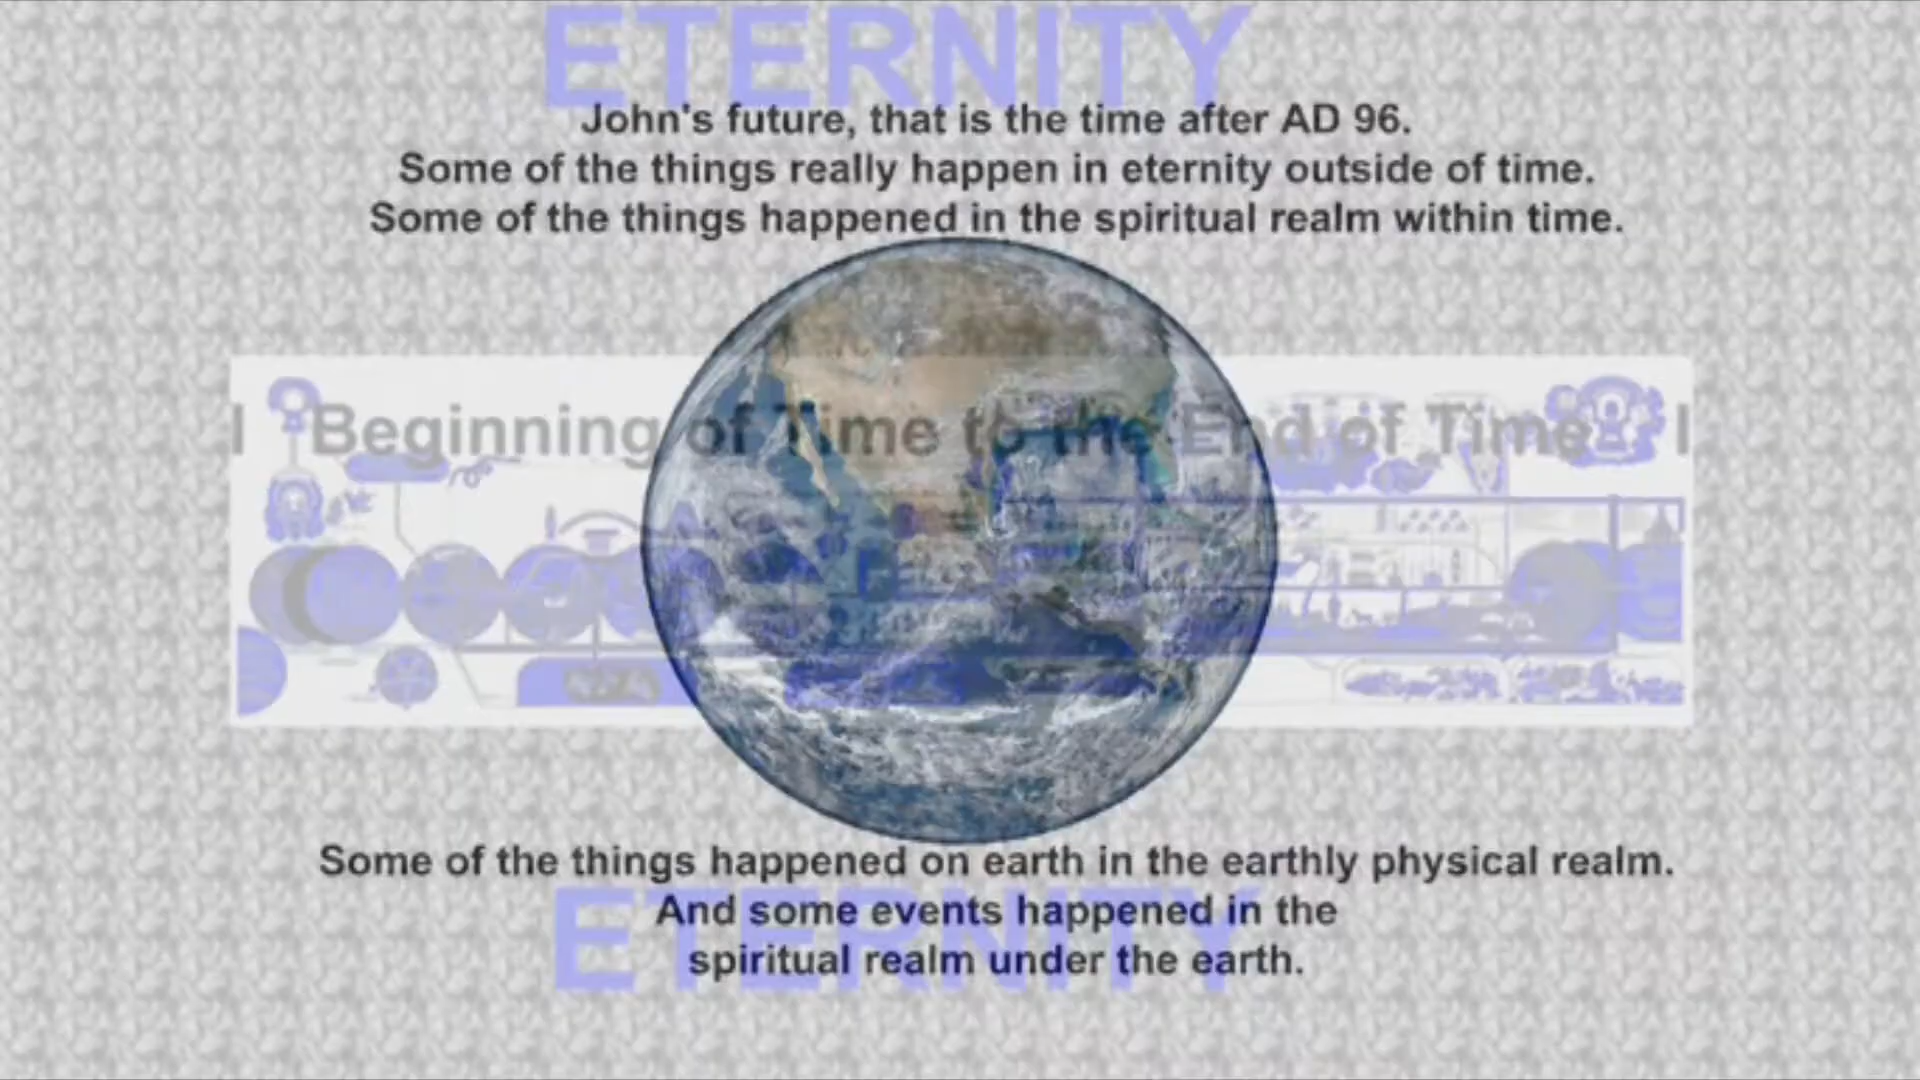 ETERNITY
John's future, that is the time after AD 96.
Some of the things really happen in eternity outside of time.
Some of the things happened in the spiritual realm within time.
I Beginning of Time to the End of Time I
Some of the things happened on earth in the earthly physical realm.
ETERNITY
And some events happened in the
spiritual realm under the earth.